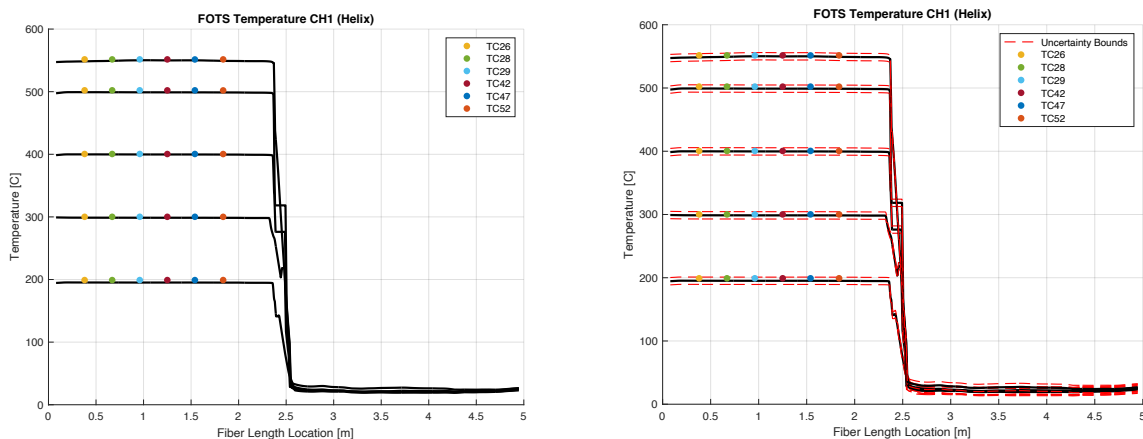 FOTS Temperature CH1 (Helix)
600
500
400
300
200
100
0
Temperature [C]
TC26
TC28
TC29
TC42
TC47
TC52
0 0.5 1 1.5 2 2.5 3 3.5 4 4.5 5
Fiber Length Location [m]
FOTS Temperature CH1 (Helix)
600
500
400
300
200
100
0
Temperature [C]
Uncertainty Bounds
TC26
TC28
TC29
TC42
TC47
TC52
0 0.5 1 1.5 2 2.5 3 3.5 4 4.5 5
Fiber Length Location [m]